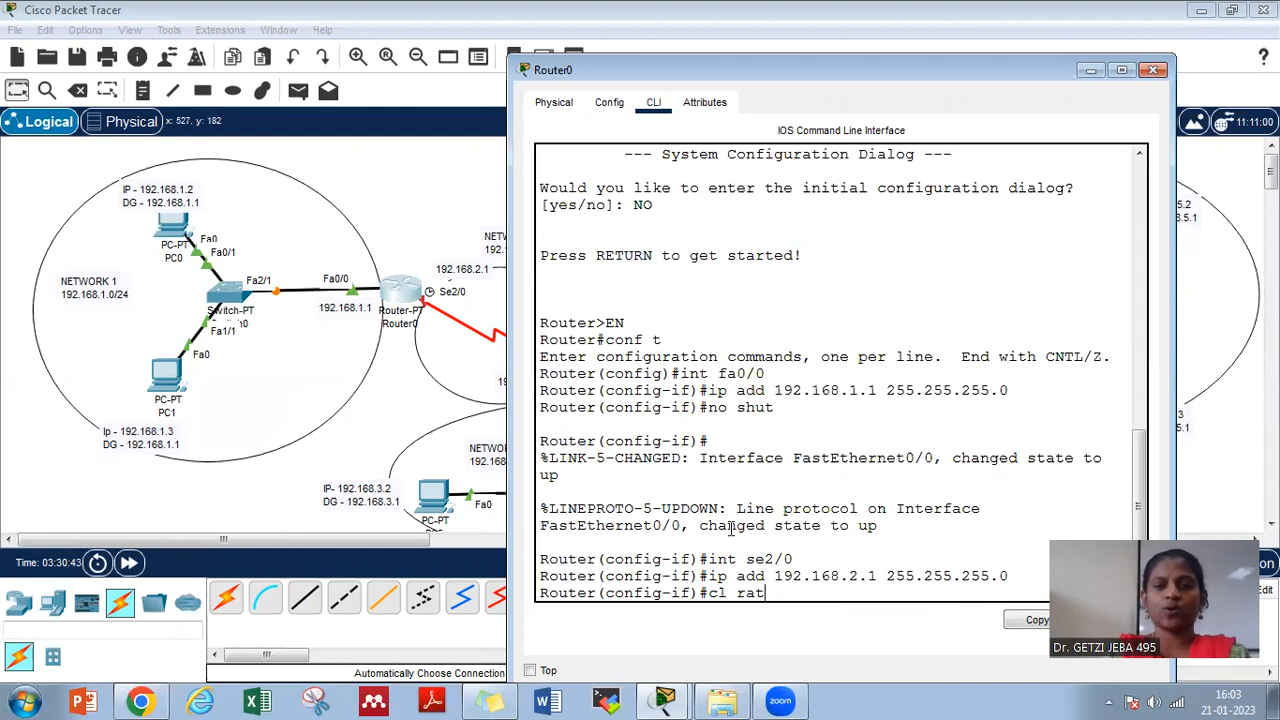 Cisco Packet Tracer
File Edit Options View Tools Extensions Window Help
Logical
Physical
x: 527, y: 182
11:11:00
IP - 192.168.1.2
DG - 192.168.1.1
PC-PT
PC0
Fa0
Fa0/1
NETWORK 1
192.168.1.0/24
Fa2/1
Switch-PT
Fa1/1
Fa0
PC-PT
PC1
Ip - 192.168.1.3
DG - 192.168.1.1
Fa0/0
192.168.1.1
Router-PT
Router0
192.168.2.1
Se2/0
IP- 192.168.3.2
DG - 192.168.3.1
Fa0
Time: 03:30:43
Automatically Choose Connection
Router0
Physical Config CLI Attributes
IOS Command Line Interface
--- System Configuration Dialog ---
Would you like to enter the initial configuration dialog?
[yes/no]: NO
Press RETURN to get started!
Router>EN
Router#conf t
Enter configuration commands, one per line. End with CNTL/Z.
Router(config)#int fa0/0
Router(config-if)#ip add 192.168.1.1 255.255.255.0
Router(config-if)#no shut
Router(config-if)#
%LINK-5-CHANGED: Interface FastEthernet0/0, changed state to
up
%LINEPROTO-5-UPDOWN: Line protocol on Interface
FastEthernet0/0, changed state to up
Router(config-if)#int se2/0
Router(config-if)#ip add 192.168.2.1 255.255.255.0
Router(config-if)#cl rat
Copy
Top
Dr. GETZI JEBA 495
zoom
16:03
21-01-2023